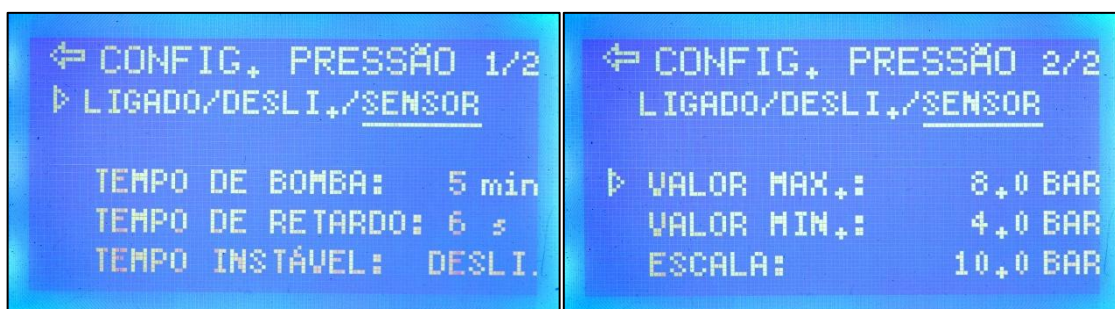 CONFIG. PRESSÃO 1/2
LIGADO/DESLI./SENSOR
TEMPO DE BOMBA: 5 min
TEMPO DE RETARDO: 6 s
TEMPO INSTÁVEL: DESLI.
CONFIG. PRESSÃO 2/2
LIGADO/DESLI./SENSOR
VALOR MAX.: 8.0 BAR
VALOR MIN.: 4.0 BAR
ESCALA: 10.0 BAR